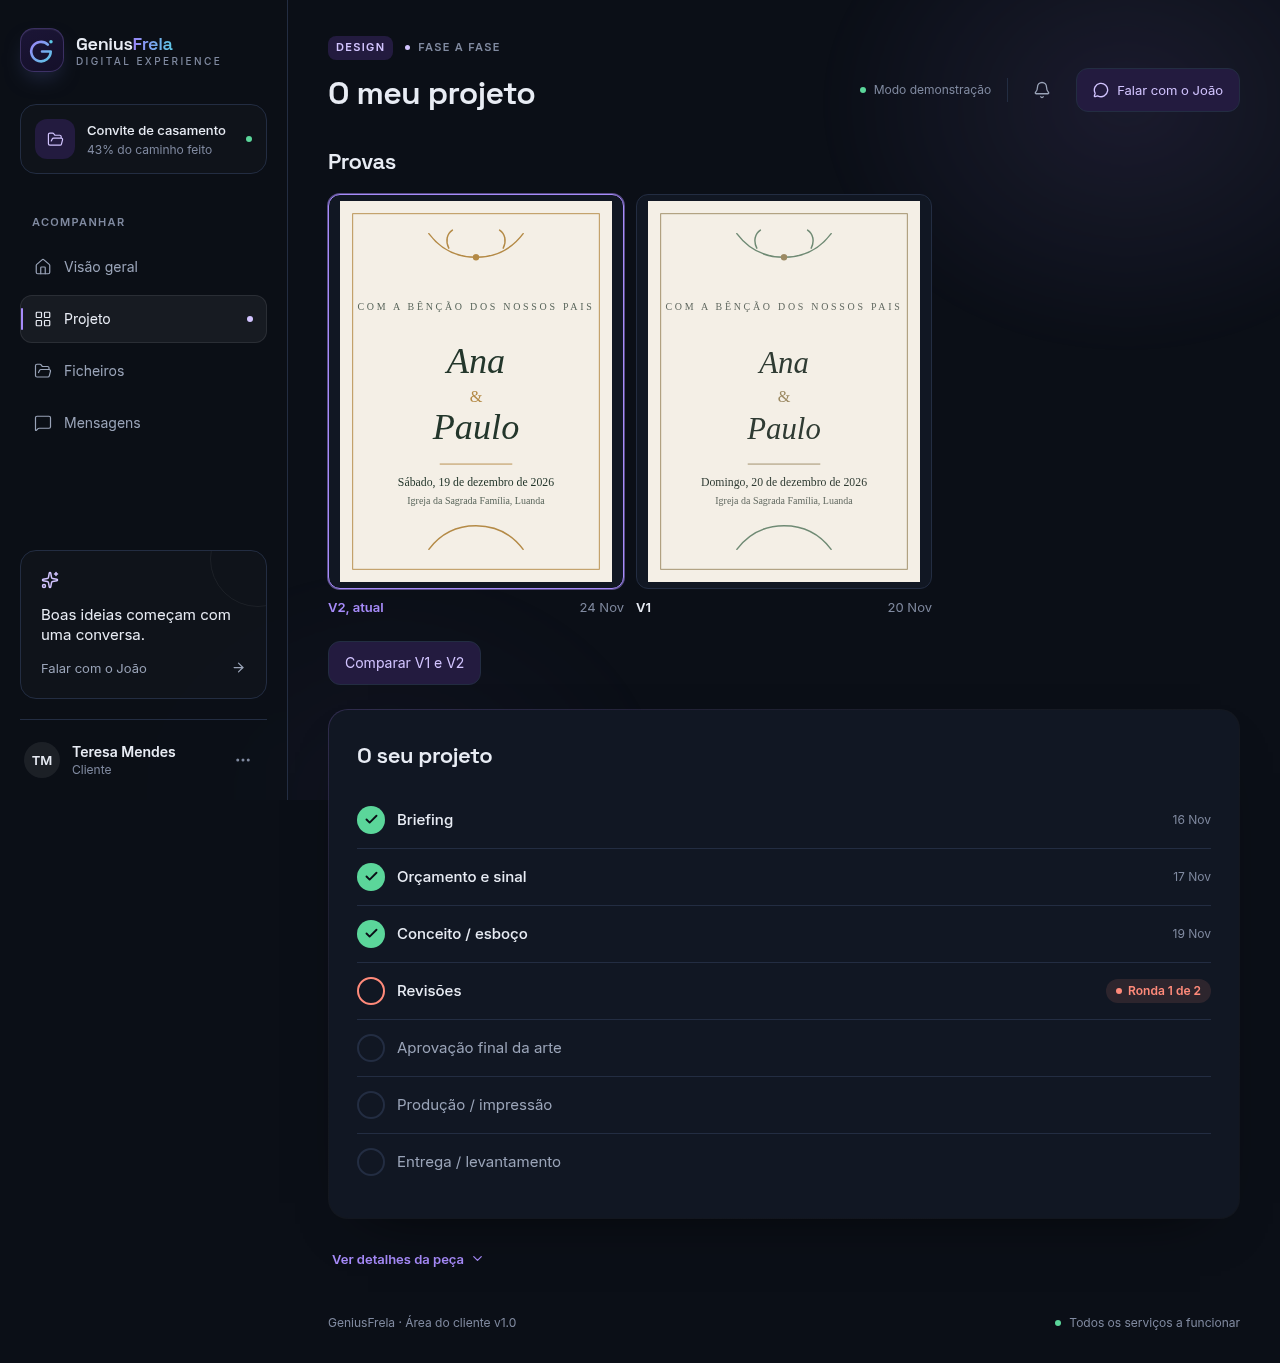 GeniusFrela
DIGITAL EXPERIENCE
Convite de casamento
43% do caminho feito
ACOMPANHAR
Visão geral
Projeto
Ficheiros
Mensagens
Boas ideias começam com
uma conversa.
Falar com o João
TM
Teresa Mendes
Cliente
DESIGN
FASE A FASE
O meu projeto
Modo demonstração
Falar com o João
Provas
COM A BÊNÇÃO DOS NOSSOS PAIS
Ana
&
Paulo
Sábado, 19 de dezembro de 2026
Igreja da Sagrada Família, Luanda
V2, atual
24 Nov
COM A BÊNÇÃO DOS NOSSOS PAIS
Ana
&
Paulo
Domingo, 20 de dezembro de 2026
Igreja da Sagrada Família, Luanda
V1
20 Nov
Comparar V1 e V2
O seu projeto
Briefing
16 Nov
Orçamento e sinal
17 Nov
Conceito / esboço
19 Nov
Revisões
Ronda 1 de 2
Aprovação final da arte
Produção / impressão
Entrega / levantamento
Ver detalhes da peça
GeniusFrela · Área do cliente v1.0
Todos os serviços a funcionar